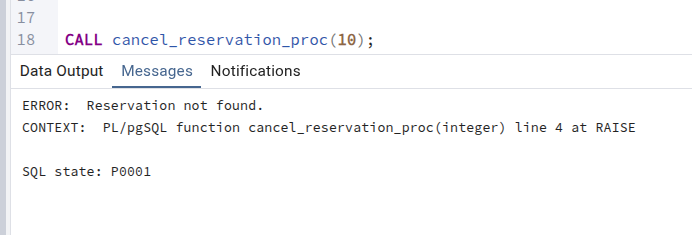 17
18 CALL cancel_reservation_proc(10);
Data Output Messages Notifications
ERROR:  Reservation not found.
CONTEXT:  PL/pgSQL function cancel_reservation_proc(integer) line 4 at RAISE
SQL state: P0001